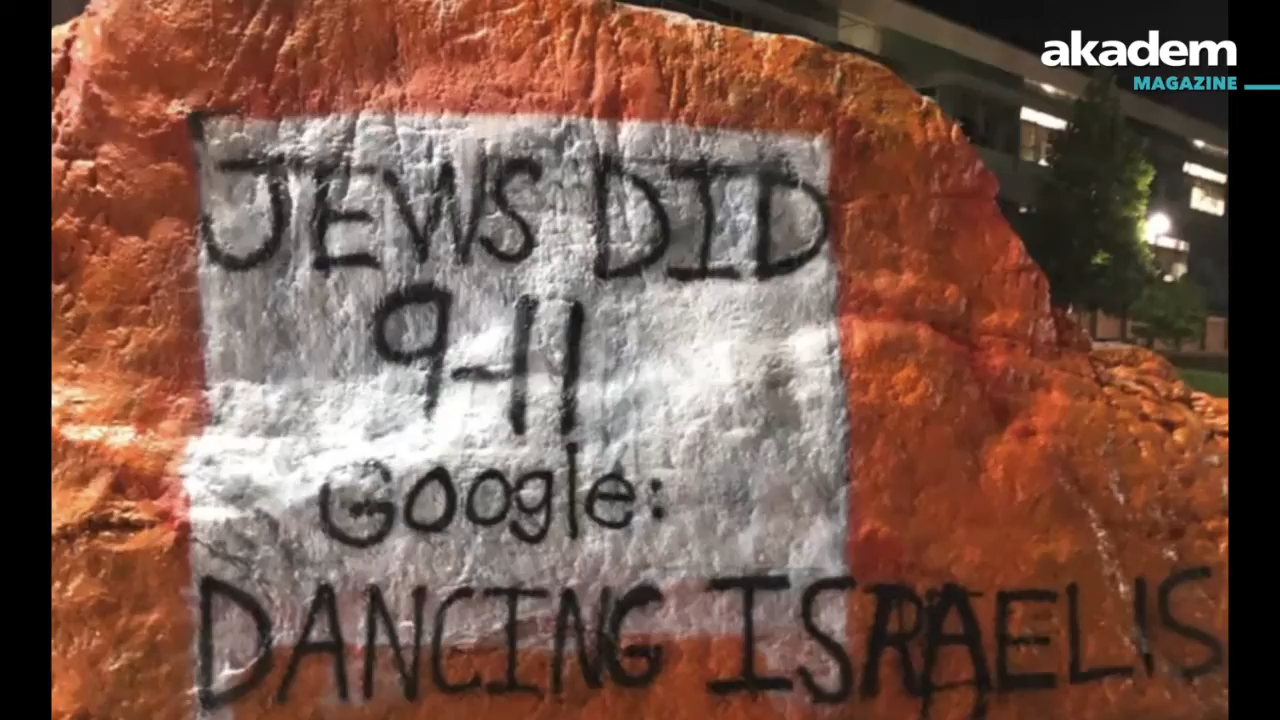 akadem
MAGAZINE
JEWS DID
9-11
Google:
DANCING ISRAELIS